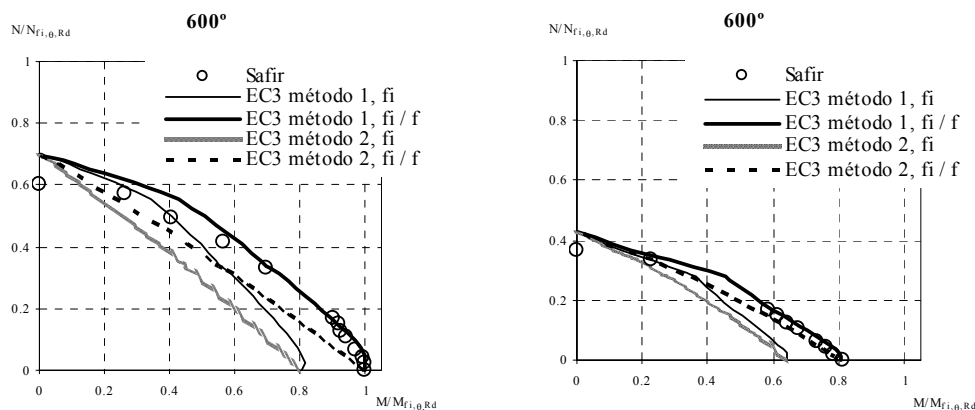 N/Nfi,θ,Rd
600º
1
Safir
EC3 método 1, fi
0.8
EC3 método 1, fi / f
EC3 método 2, fi
EC3 método 2, fi / f
0.6
0.4
0.2
0
0 0.2 0.4 0.6 0.8 1
M/Mfi,θ,Rd
N/Nfi,θ,Rd
600º
1
Safir
EC3 método 1, fi
0.8
EC3 método 1, fi / f
EC3 método 2, fi
0.6
EC3 método 2, fi / f
0.4
0.2
0
0 0.2 0.4 0.6 0.8 1
M/Mfi,θ,Rd